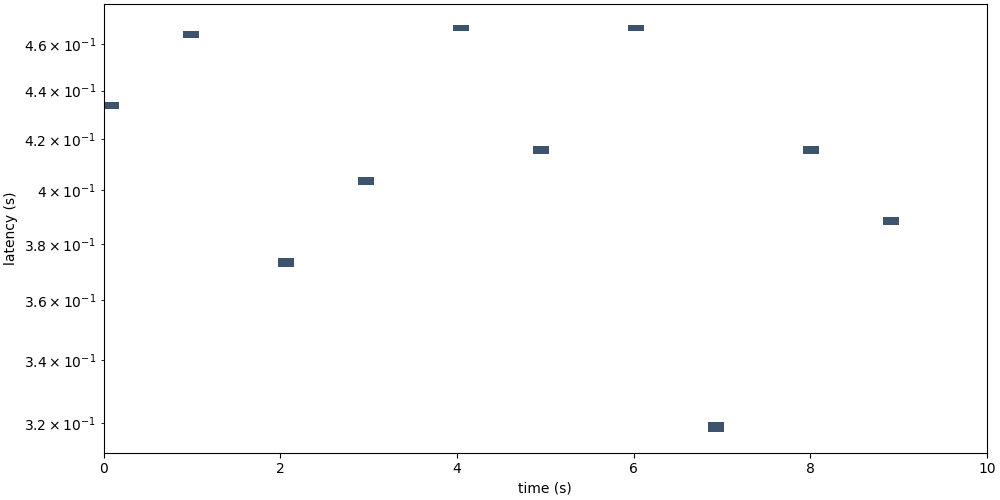 4.6 × 10⁻¹
4.4 × 10⁻¹
4.2 × 10⁻¹
4 × 10⁻¹
3.8 × 10⁻¹
3.6 × 10⁻¹
3.4 × 10⁻¹
3.2 × 10⁻¹
latency (s)
0 2 4 6 8 10
time (s)